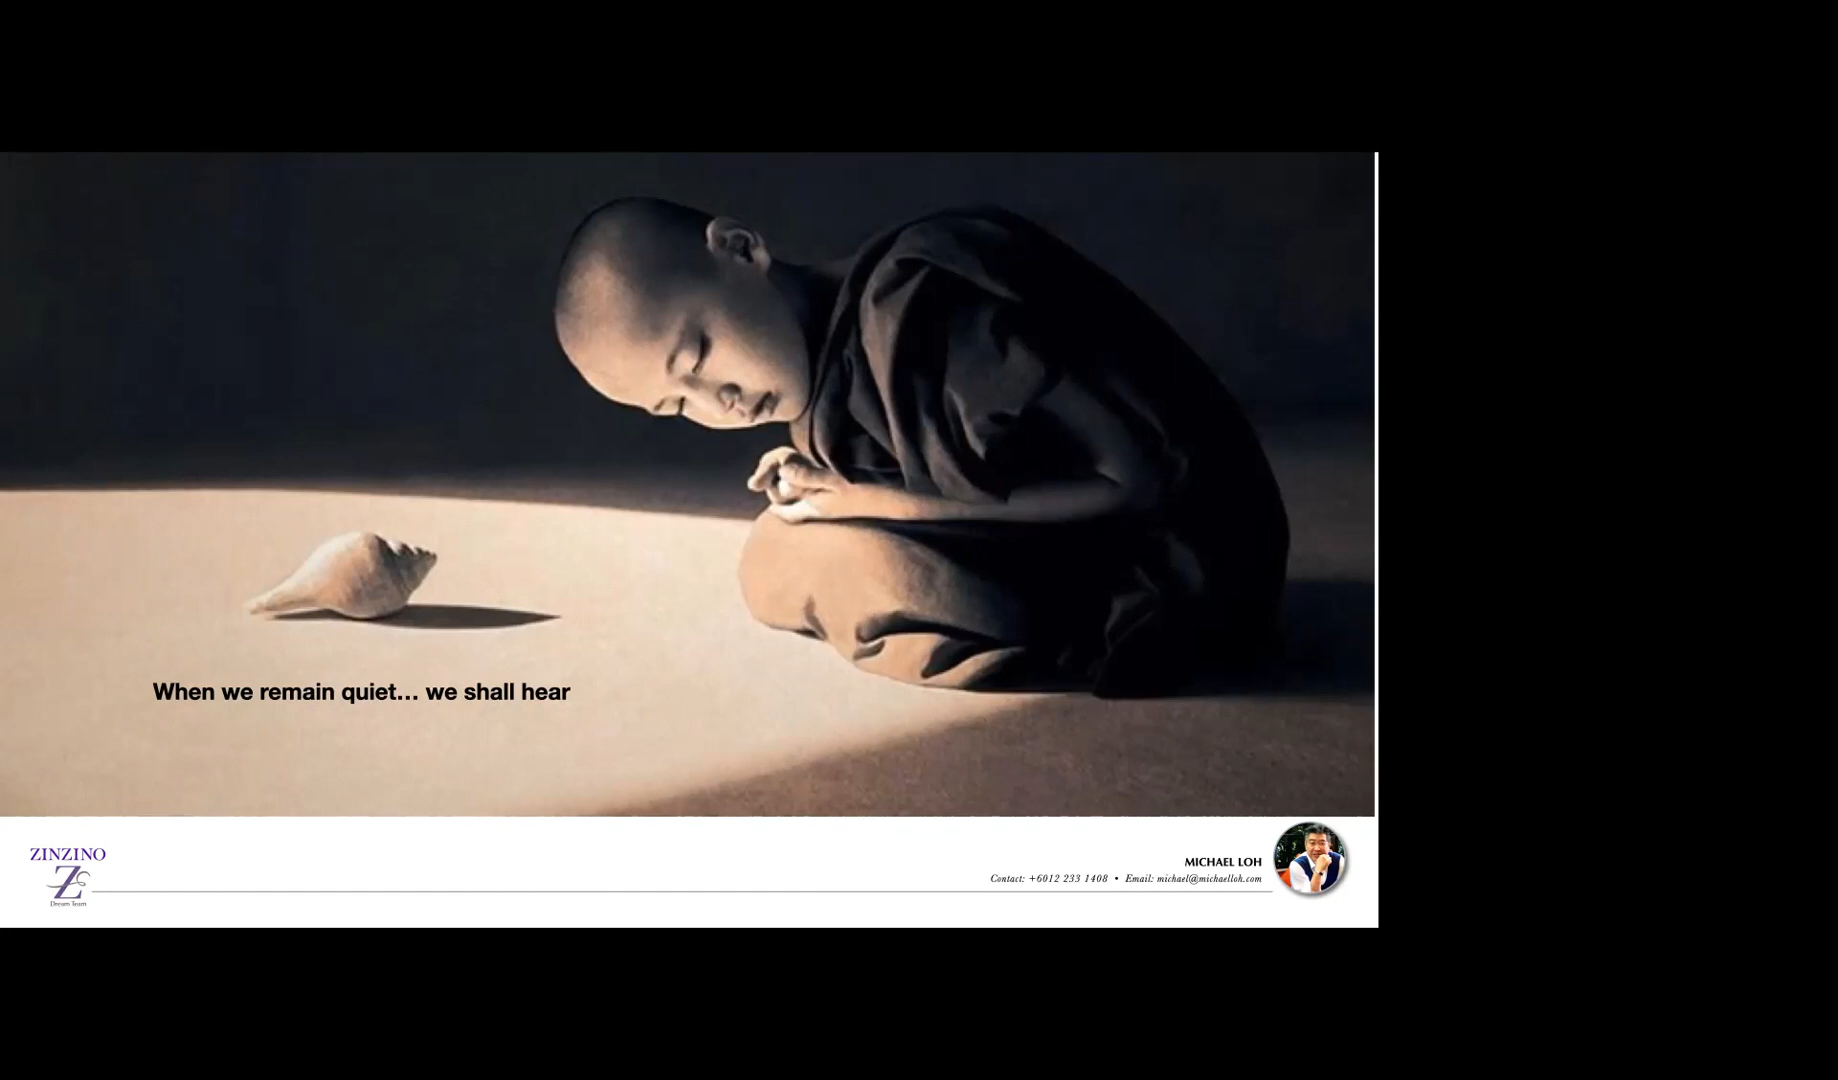 When we remain quiet... we shall hear
ZINZINO
Dream Team
MICHAEL LOH
Contact: +6012 233 1408 • Email: michael@michaelloh.com